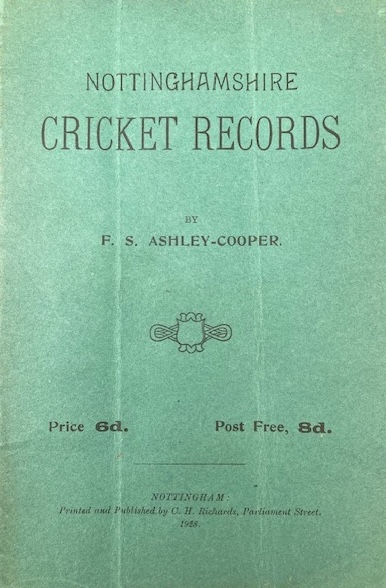 NOTTINGHAMSHIRE
CRICKET RECORDS
BY
F. S. ASHLEY-COOPER.
Price 6d. Post Free, 8d.
NOTTINGHAM:
Printed and Published by C. H. Richards, Parliament Street.
1928.